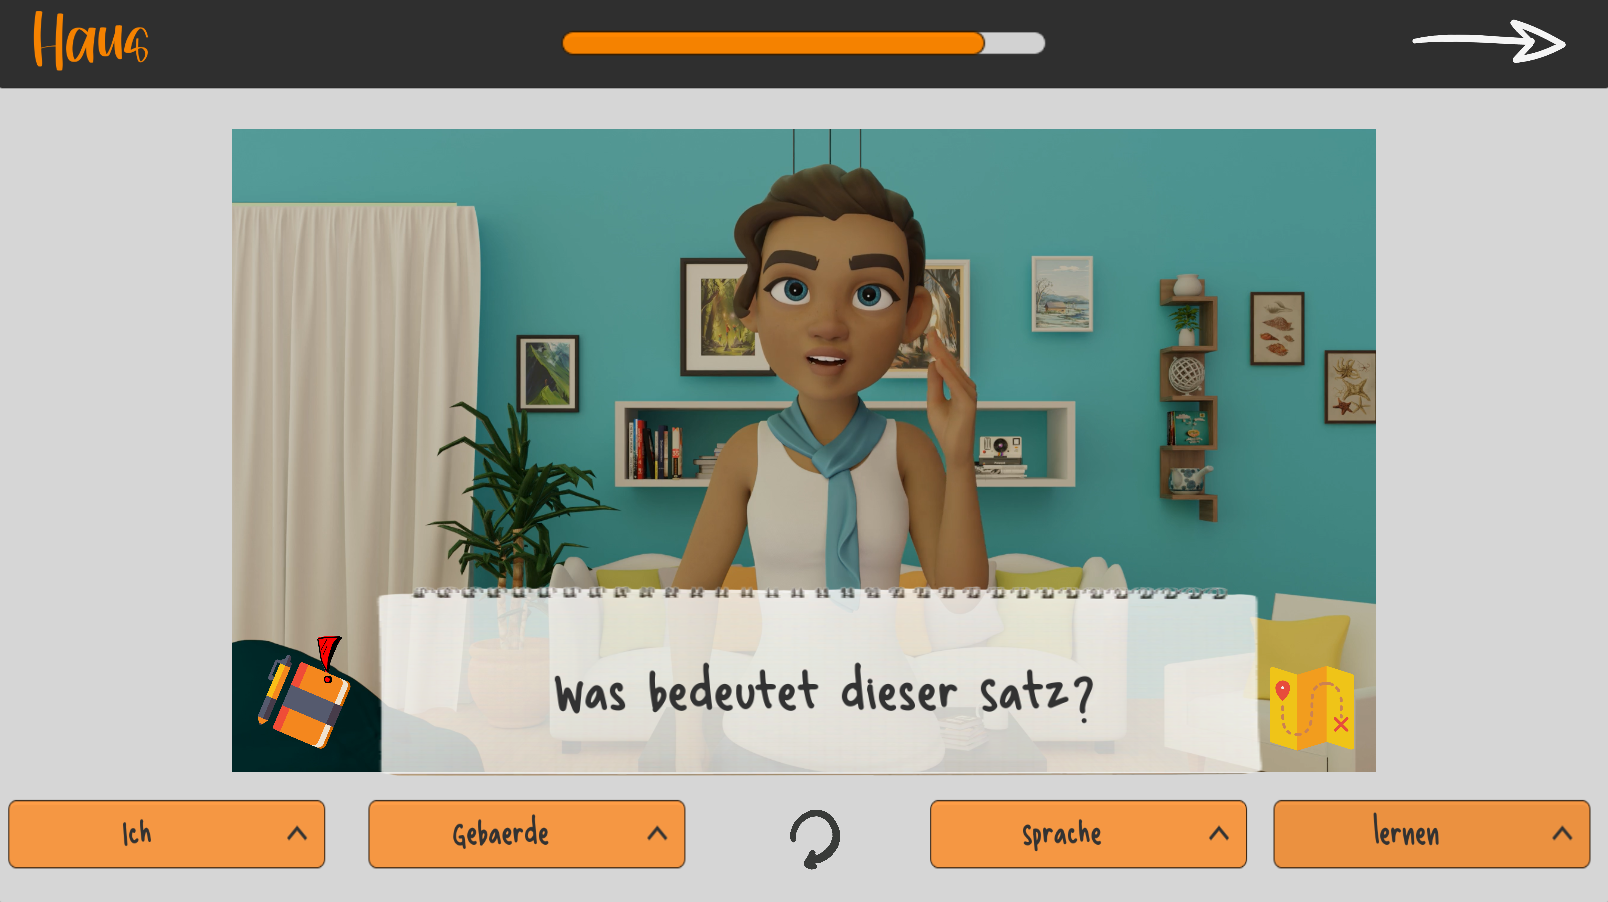 Haus
Was bedeutet dieser Satz?
Ich
Gebaerde
Sprache
lernen